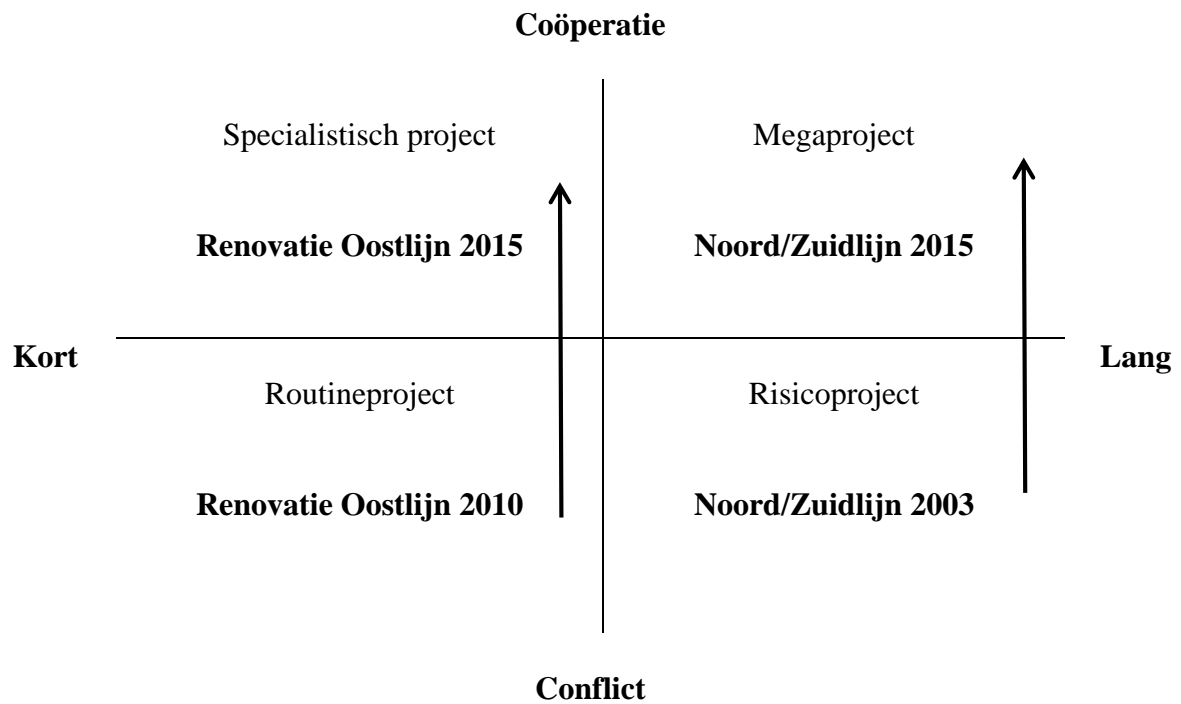 Coöperatie
Specialistisch project
Megaproject
Renovatie Oostlijn 2015
Noord/Zuidlijn 2015
Kort
Lang
Routineproject
Risicoproject
Renovatie Oostlijn 2010
Noord/Zuidlijn 2003
Conflict